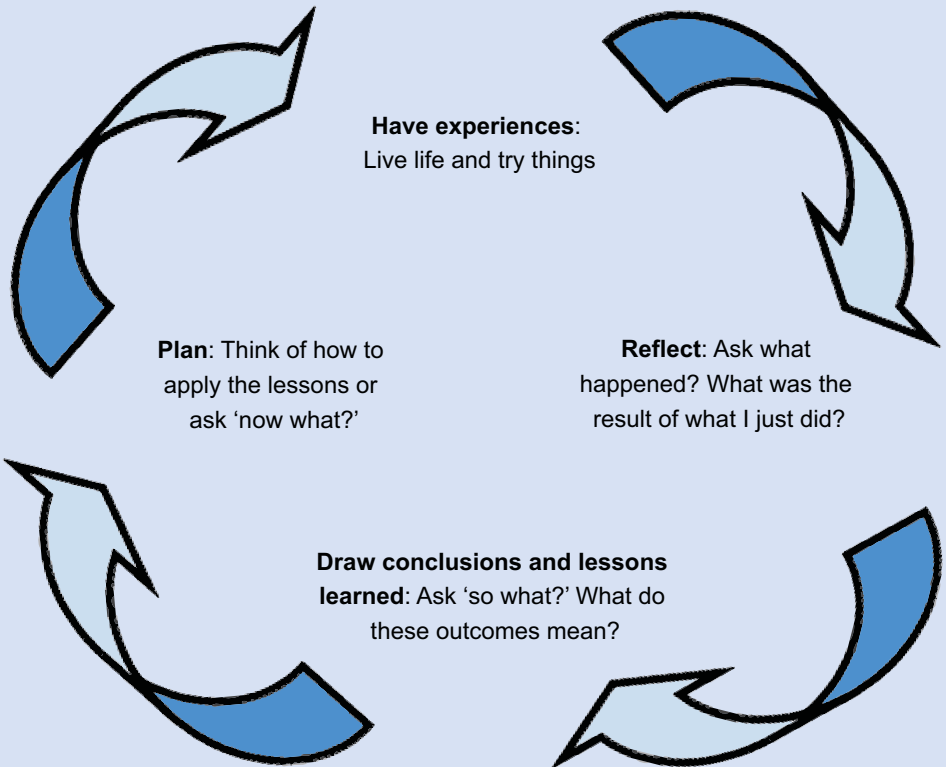 Have experiences:
Live life and try things
Plan: Think of how to
apply the lessons or
ask ‘now what?’
Reflect: Ask what
happened? What was the
result of what I just did?
Draw conclusions and lessons
learned: Ask ‘so what?’ What do
these outcomes mean?